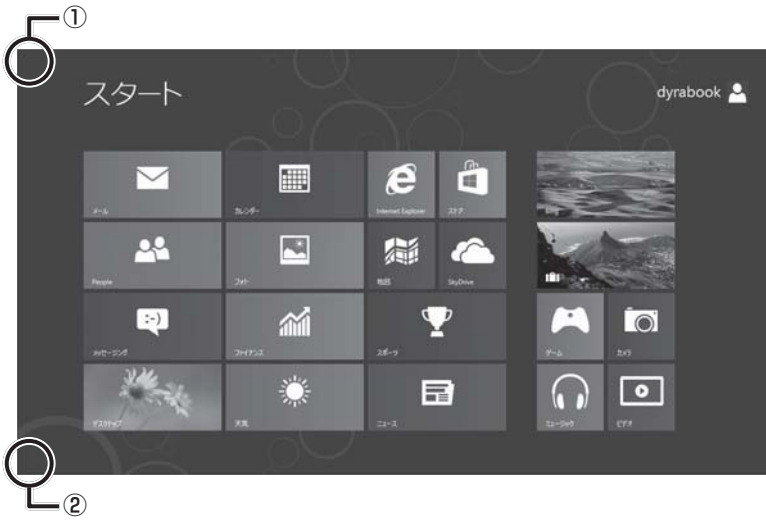 ①
スタート
dyrabook
メール
カレンダー
Internet Explorer
ストア
People
フォト
地図
SkyDrive
メッセージング
ファイナンス
スポーツ
ゲーム
カメラ
デスクトップ
天気
ニュース
ミュージック
ビデオ
②